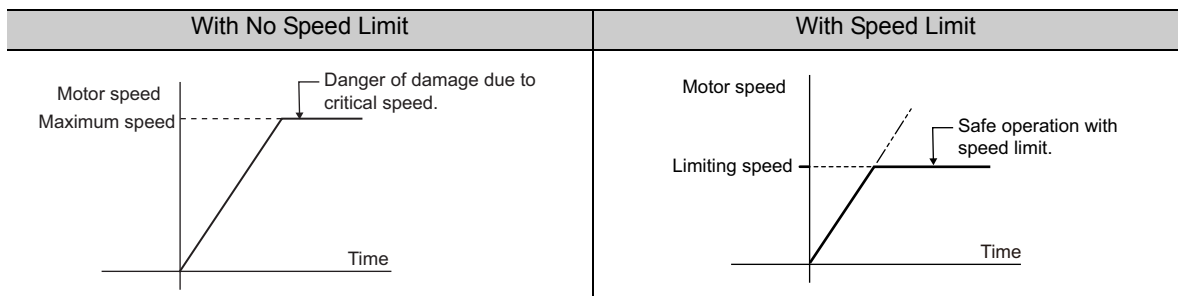 With No Speed Limit
With Speed Limit
Danger of damage due to
critical speed.
Motor speed
Maximum speed
Time
Motor speed
Safe operation with
speed limit.
Limiting speed
Time